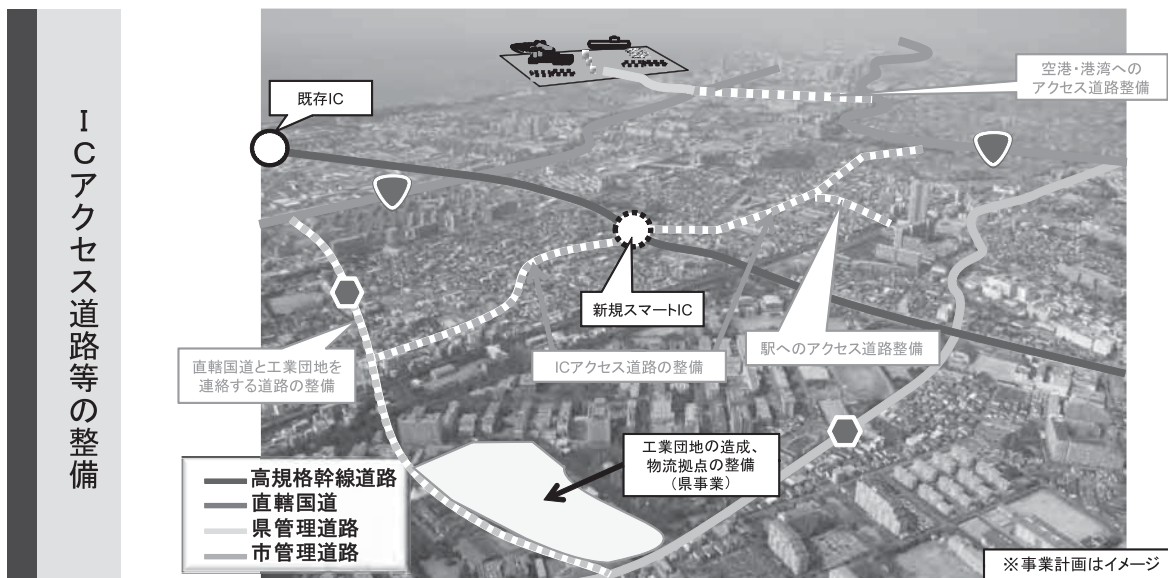 ICアクセス道路等の整備
既存IC
空港・港湾への
アクセス道路整備
新規スマートIC
直轄国道と工業団地を
連絡する道路の整備
ICアクセス道路の整備
駅へのアクセス道路整備
工業団地の造成、
物流拠点の整備
(県事業)
高規格幹線道路
直轄国道
県管理道路
市管理道路
※事業計画はイメージ